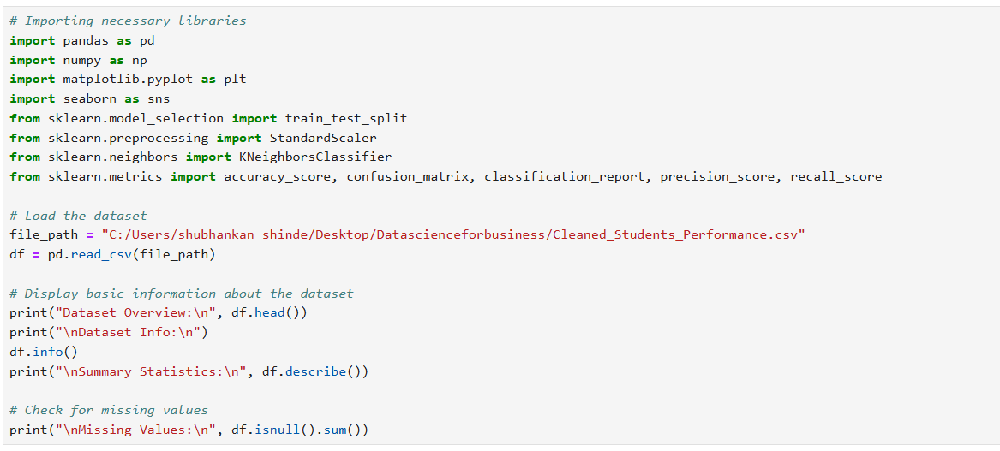 # Importing necessary libraries
import pandas as pd
import numpy as np
import matplotlib.pyplot as plt
import seaborn as sns
from sklearn.model_selection import train_test_split
from sklearn.preprocessing import StandardScaler
from sklearn.neighbors import KNeighborsClassifier
from sklearn.metrics import accuracy_score, confusion_matrix, classification_report, precision_score, recall_score
# Load the dataset
file_path = "C:/Users/shubhankan shinde/Desktop/Datascienceforbusiness/Cleaned_Students_Performance.csv"
df = pd.read_csv(file_path)
# Display basic information about the dataset
print("Dataset Overview:\n", df.head())
print("\nDataset Info:\n")
df.info()
print("\nSummary Statistics:\n", df.describe())
# Check for missing values
print("\nMissing Values:\n", df.isnull().sum())